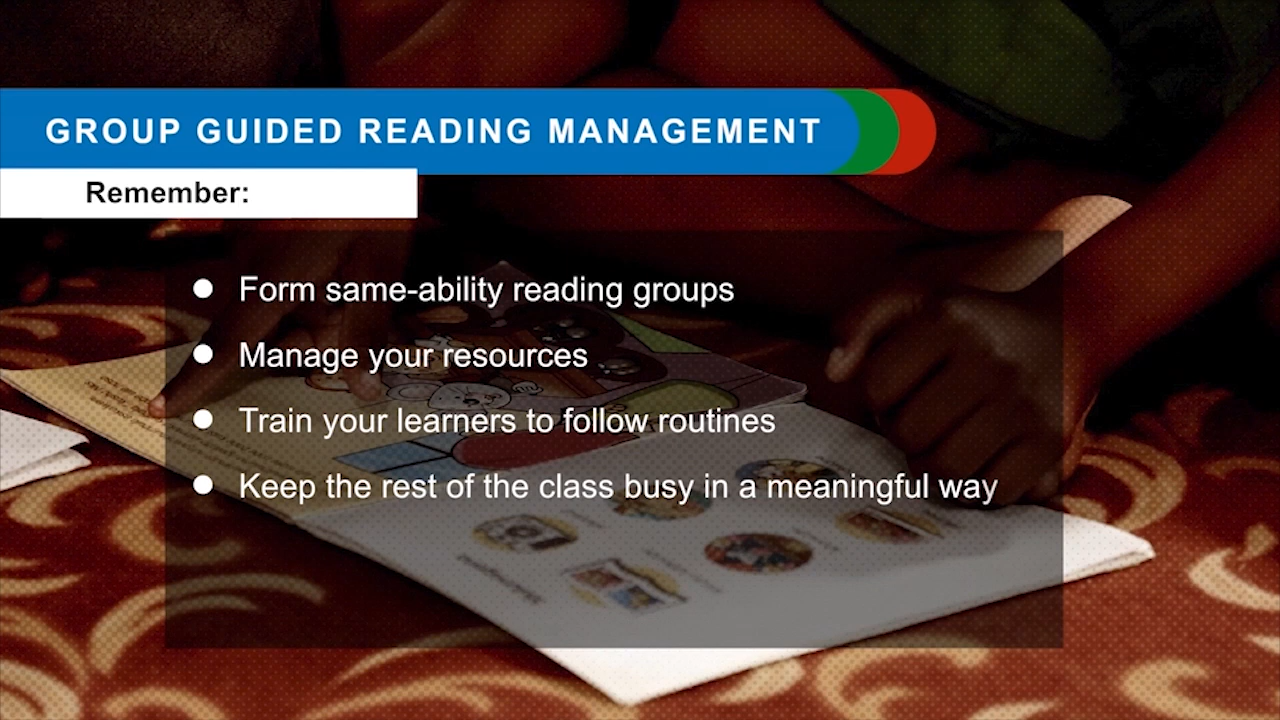 GROUP GUIDED READING MANAGEMENT
Remember:
● Form same-ability reading groups
● Manage your resources
● Train your learners to follow routines
● Keep the rest of the class busy in a meaningful way